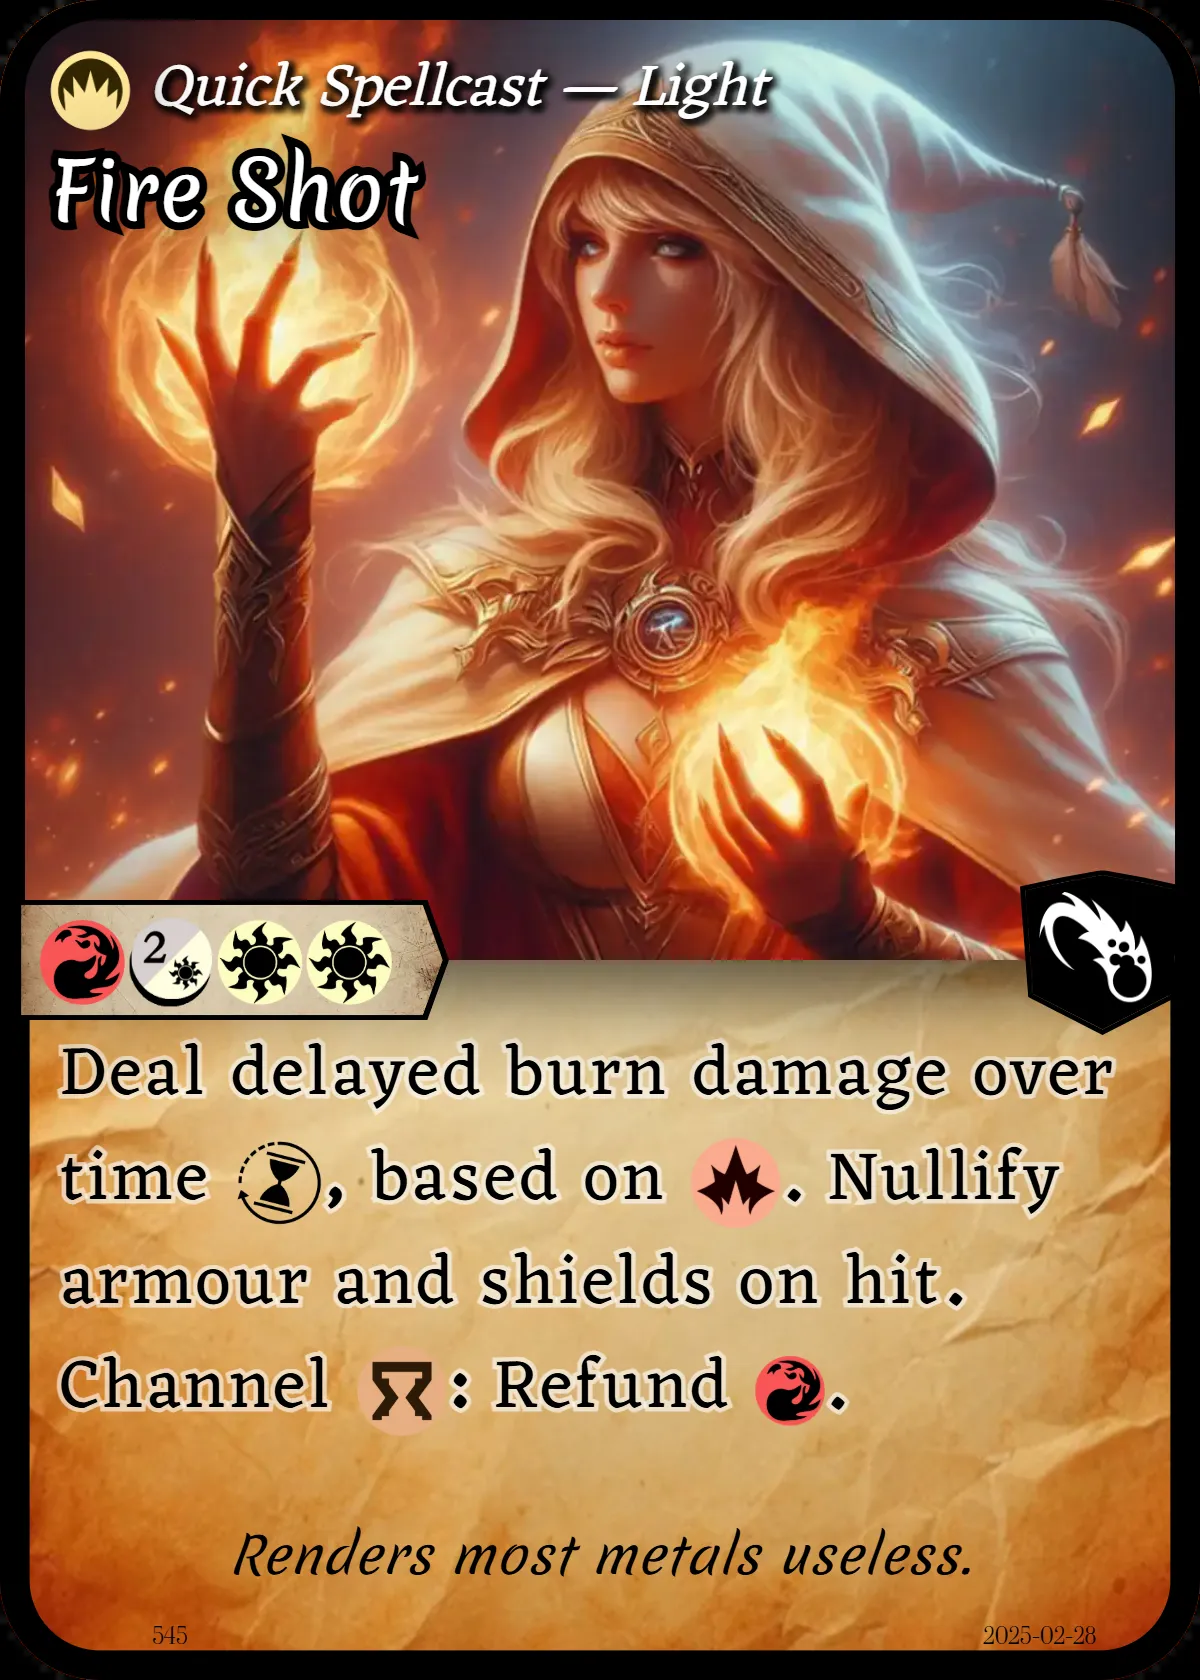 Quick Spellcast — Light
Fire Shot
2
Deal delayed burn damage over
time , based on . Nullify
armour and shields on hit.
Channel : Refund .
Renders most metals useless.
545
2025-02-28